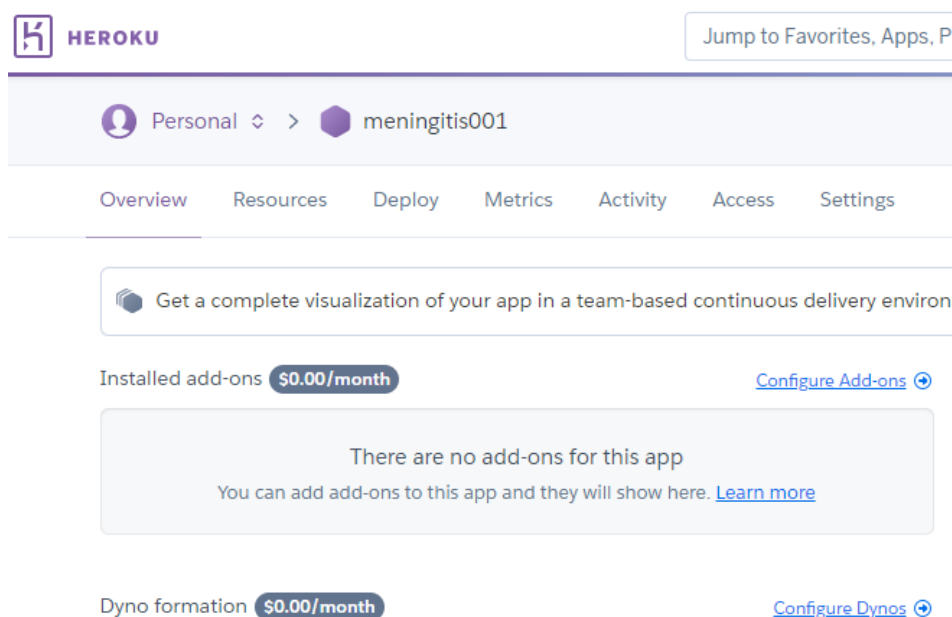 HEROKU
Jump to Favorites, Apps, P
Personal > meningitis001
Overview Resources Deploy Metrics Activity Access Settings
Get a complete visualization of your app in a team-based continuous delivery environ
Installed add-ons $0.00/month Configure Add-ons
There are no add-ons for this app
You can add add-ons to this app and they will show here. Learn more
Dyno formation $0.00/month Configure Dynos